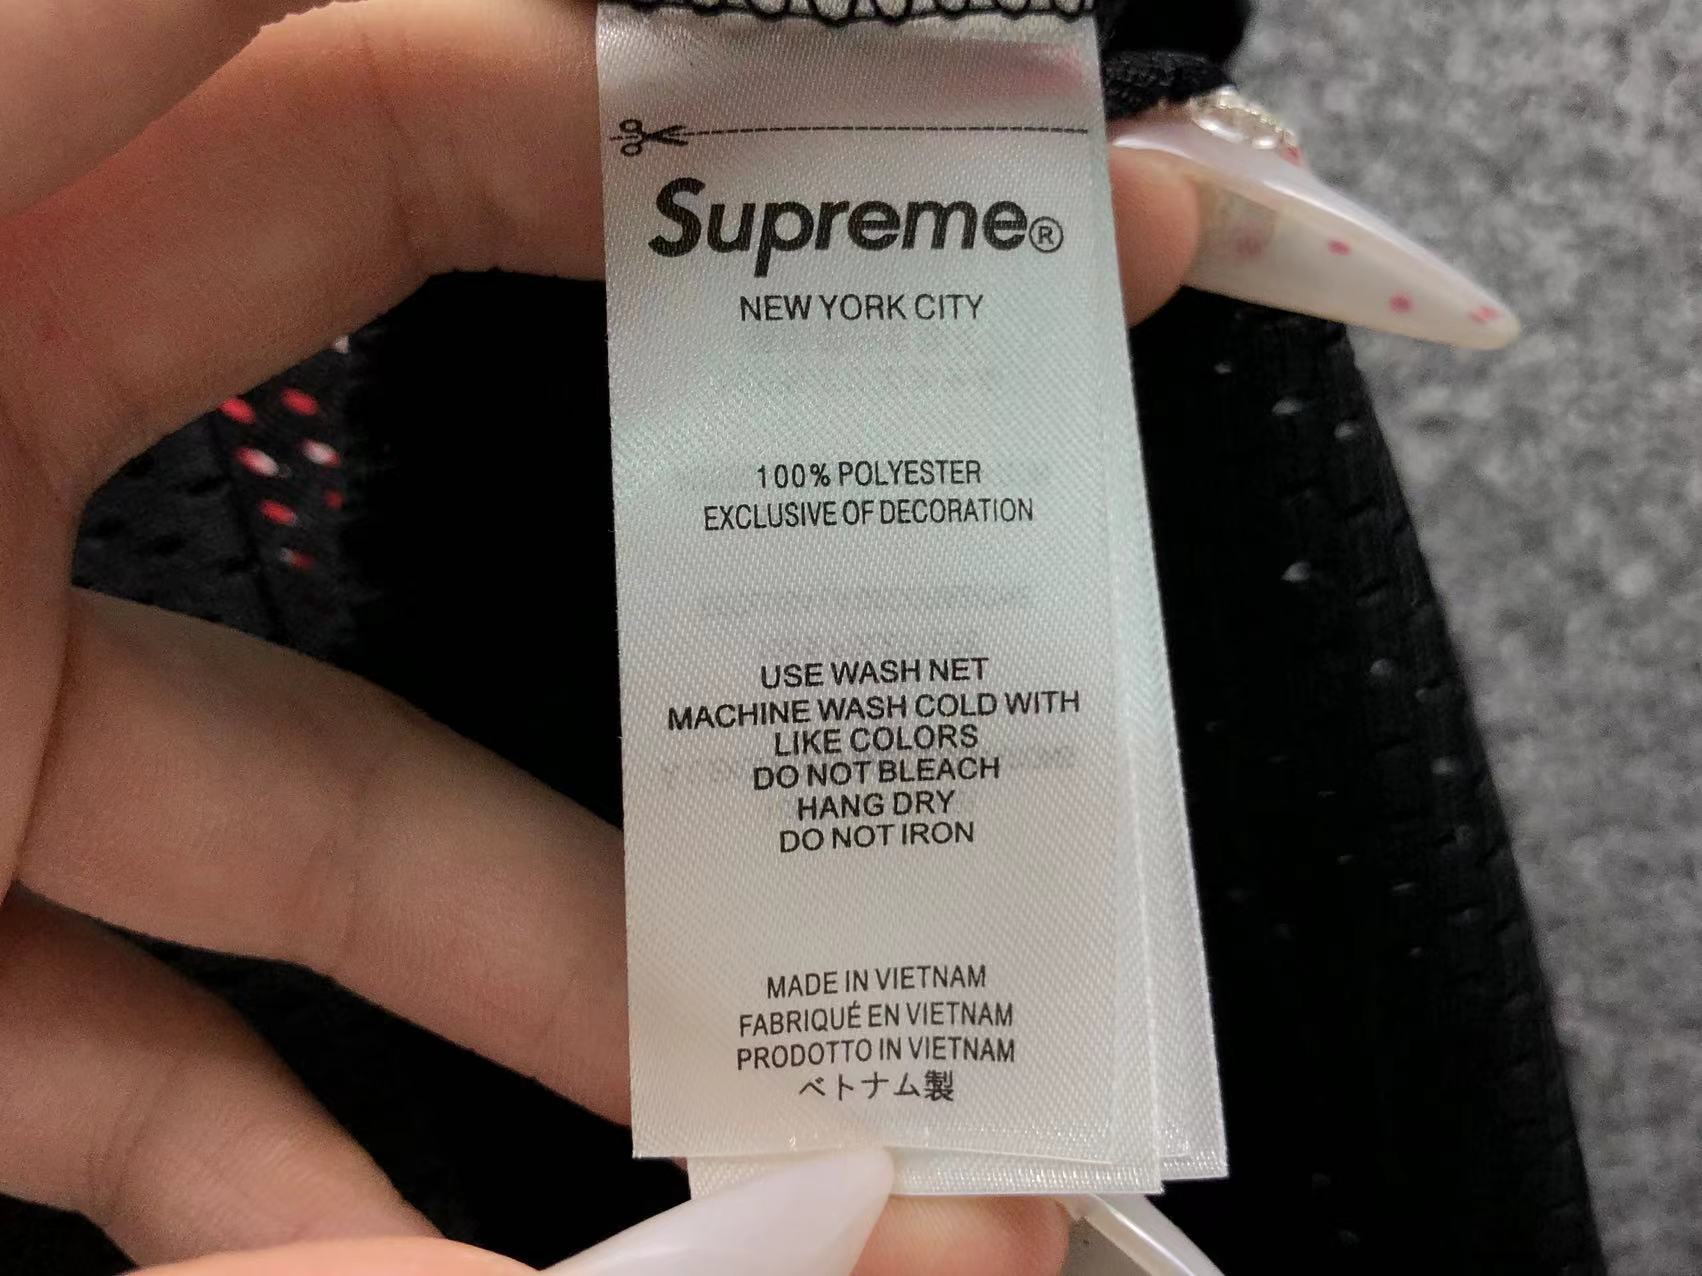 Supreme®
NEW YORK CITY
100% POLYESTER
EXCLUSIVE OF DECORATION
USE WASH NET
MACHINE WASH COLD WITH
LIKE COLORS
DO NOT BLEACH
HANG DRY
DO NOT IRON
MADE IN VIETNAM
FABRIQUÉ EN VIETNAM
PRODOTTO IN VIETNAM
ベトナム製